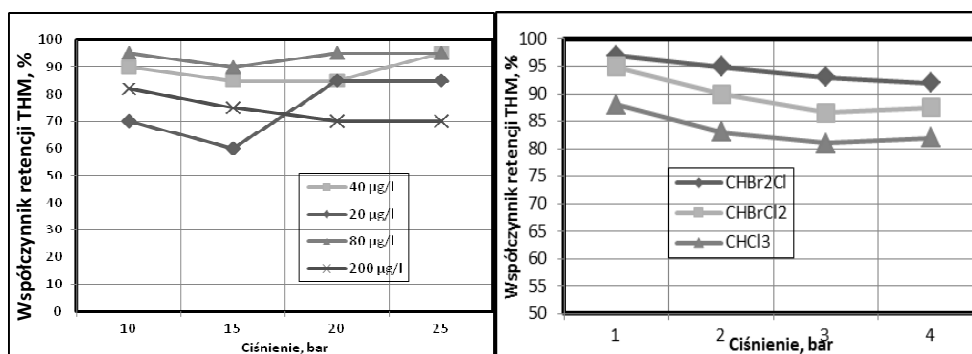 Współczynnik retencji THM, %
100
90
80
70
60
50
40
30
20
10
0
10
15
20
25
Ciśnienie, bar
40 µg/l
20 µg/l
80 µg/l
200 µg/l
Współczynnik retencji THM, %
100
95
90
85
80
75
70
65
60
55
50
1
2
3
4
Ciśnienie, bar
CHBr2Cl
CHBrCl2
CHCl3